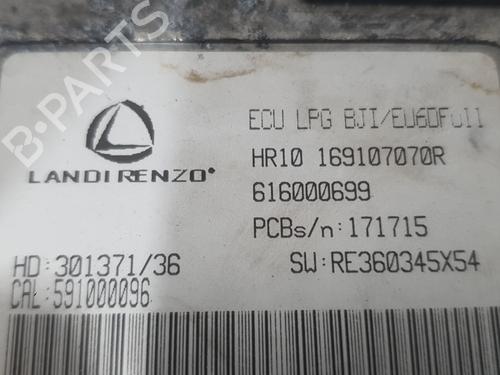 ECU LPG BJI/EU6DFull
HR10 169107070R
LANDIRENZO®
616000699
PCBs/n:171715
HD:301371/36
SW:RE360345X54
CAL:591000096
B-PARTS